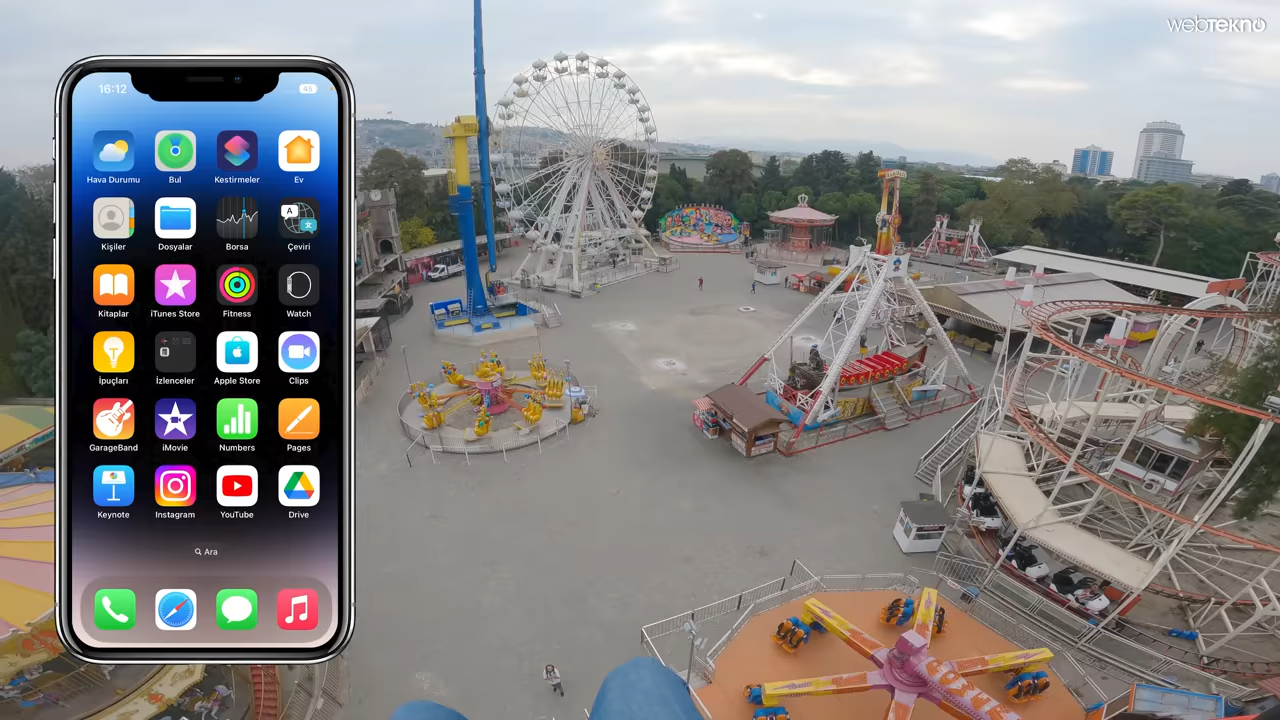 webtekno
16:12
45
Hava Durumu
Bul
Kestirmeler
Ev
Kişiler
Dosyalar
Borsa
Çeviri
Kitaplar
iTunes Store
Fitness
Watch
İpuçları
İzlenceler
Apple Store
Clips
GarageBand
iMovie
Numbers
Pages
Keynote
Instagram
YouTube
Drive
Ara